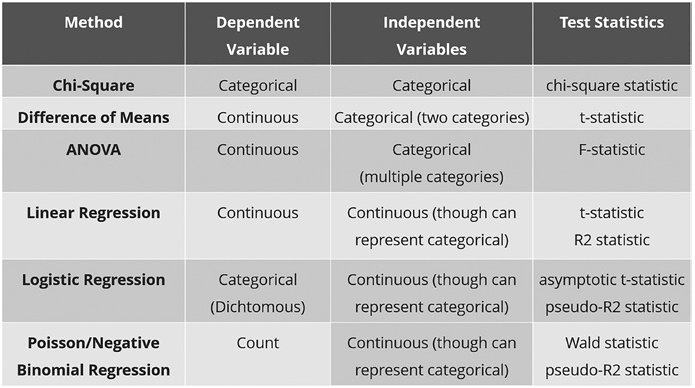 Method
Dependent
Variable
Independent
Variables
Test Statistics
Chi-Square
Categorical
Categorical
chi-square statistic
Difference of Means
Continuous
Categorical (two categories)
t-statistic
ANOVA
Continuous
Categorical
(multiple categories)
F-statistic
Linear Regression
Continuous
Continuous (though can
represent categorical)
t-statistic
R2 statistic
Logistic Regression
Categorical
(Dichtomous)
Continuous (though can
represent categorical)
asymptotic t-statistic
pseudo-R2 statistic
Poisson/Negative
Binomial Regression
Count
Continuous (though can
represent categorical)
Wald statistic
pseudo-R2 statistic